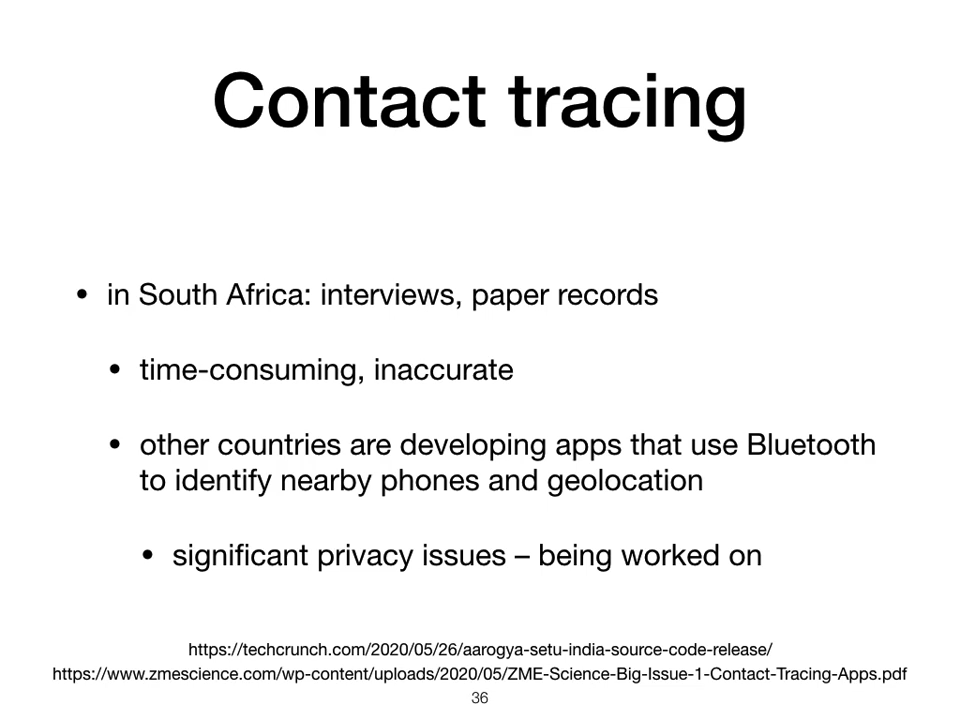 Contact tracing
• in South Africa: interviews, paper records
• time-consuming, inaccurate
• other countries are developing apps that use Bluetooth
to identify nearby phones and geolocation
• significant privacy issues – being worked on
https://techcrunch.com/2020/05/26/aarogya-setu-india-source-code-release/
https://www.zmescience.com/wp-content/uploads/2020/05/ZME-Science-Big-Issue-1-Contact-Tracing-Apps.pdf
36